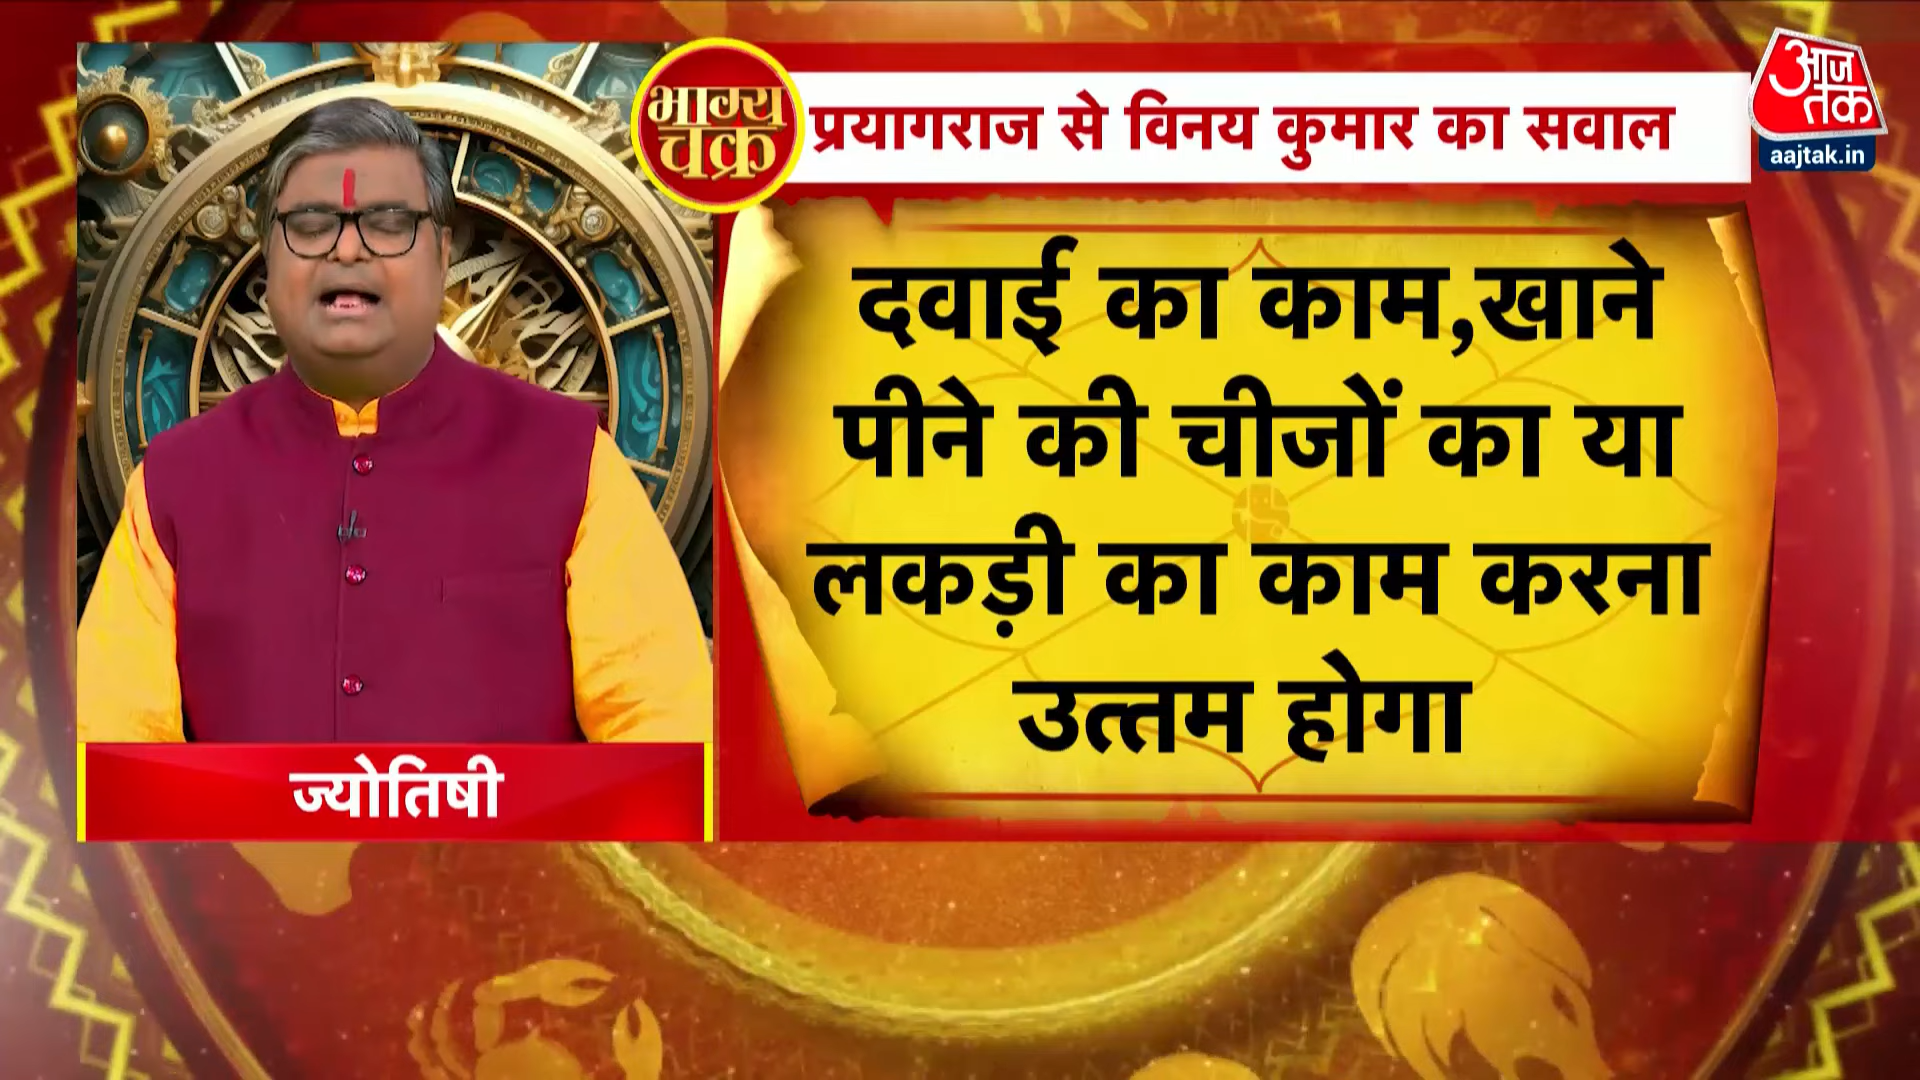 भाग्य
चक्र
प्रयागराज से विनय कुमार का सवाल
आज
तक
aajtak.in
दवाई का काम,खाने
पीने की चीजों का या
लकड़ी का काम करना
उत्तम होगा
ज्योतिषी